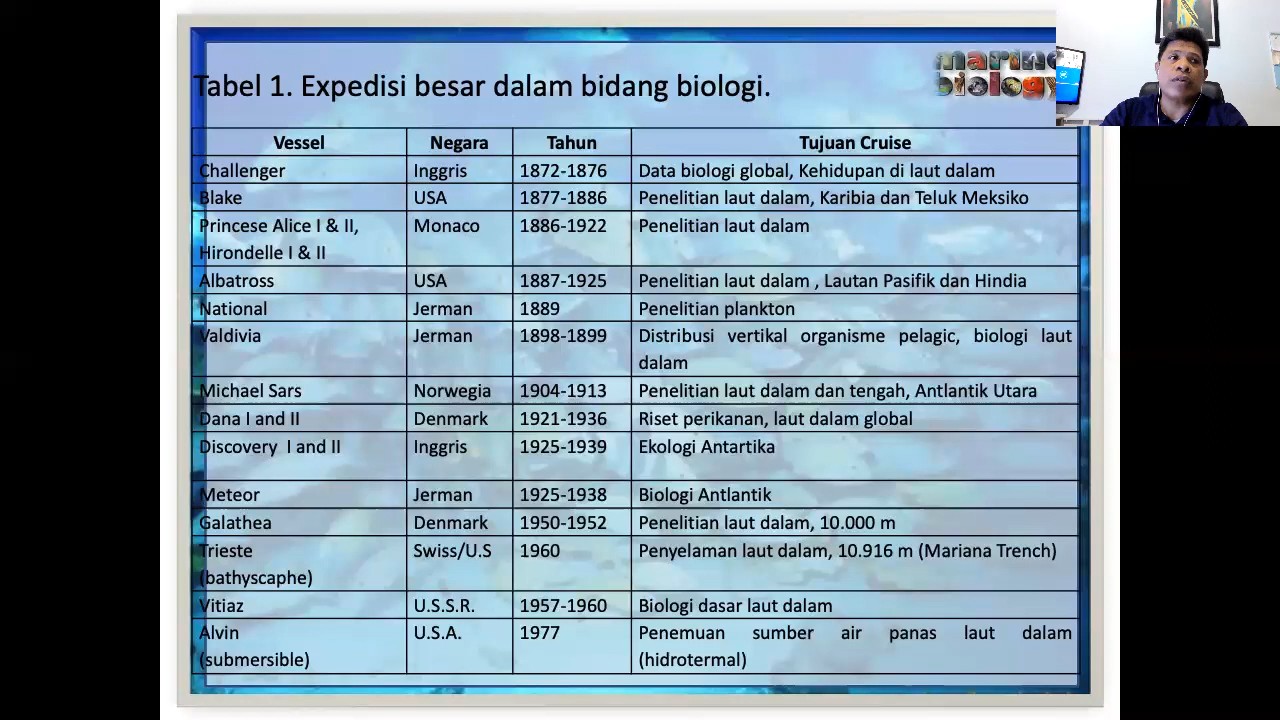 Tabel 1. Expedisi besar dalam bidang biologi.
marine
biology
Vessel Negara Tahun Tujuan Cruise
Challenger Inggris 1872-1876 Data biologi global, Kehidupan di laut dalam
Blake USA 1877-1886 Penelitian laut dalam, Karibia dan Teluk Meksiko
Princese Alice I & II, Monaco 1886-1922 Penelitian laut dalam
Hirondelle I & II
Albatross USA 1887-1925 Penelitian laut dalam , Lautan Pasifik dan Hindia
National Jerman 1889 Penelitian plankton
Valdivia Jerman 1898-1899 Distribusi vertikal organisme pelagic, biologi laut
dalam
Michael Sars Norwegia 1904-1913 Penelitian laut dalam dan tengah, Antlantik Utara
Dana I and II Denmark 1921-1936 Riset perikanan, laut dalam global
Discovery I and II Inggris 1925-1939 Ekologi Antartika
Meteor Jerman 1925-1938 Biologi Antlantik
Galathea Denmark 1950-1952 Penelitian laut dalam, 10.000 m
Trieste Swiss/U.S 1960 Penyelaman laut dalam, 10.916 m (Mariana Trench)
(bathyscaphe)
Vitiaz U.S.S.R. 1957-1960 Biologi dasar laut dalam
Alvin U.S.A. 1977 Penemuan sumber air panas laut dalam
(submersible) (hidrotermal)